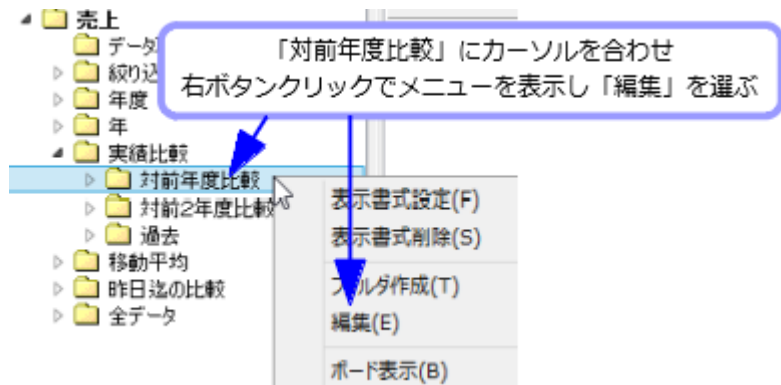 売上
「対前年度比較」にカーソルを合わせ
右ボタンクリックでメニューを表示し「編集」を選ぶ
データ
絞り込
年度
年
実績比較
対前年度比較
対前2年度比較
過去
移動平均
昨日迄の比較
全データ
表示書式設定(F)
表示書式削除(S)
フォルダ作成(T)
編集(E)
ボード表示(B)